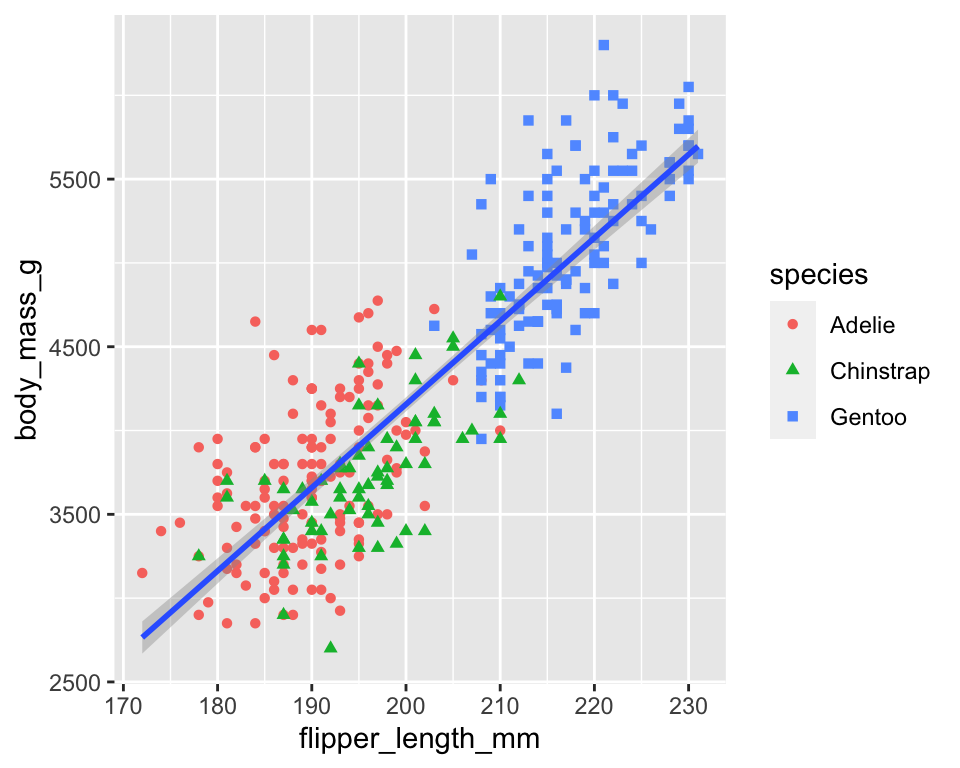 body_mass_g
5500
4500
3500
2500
170 180 190 200 210 220 230
flipper_length_mm
species
Adelie
Chinstrap
Gentoo